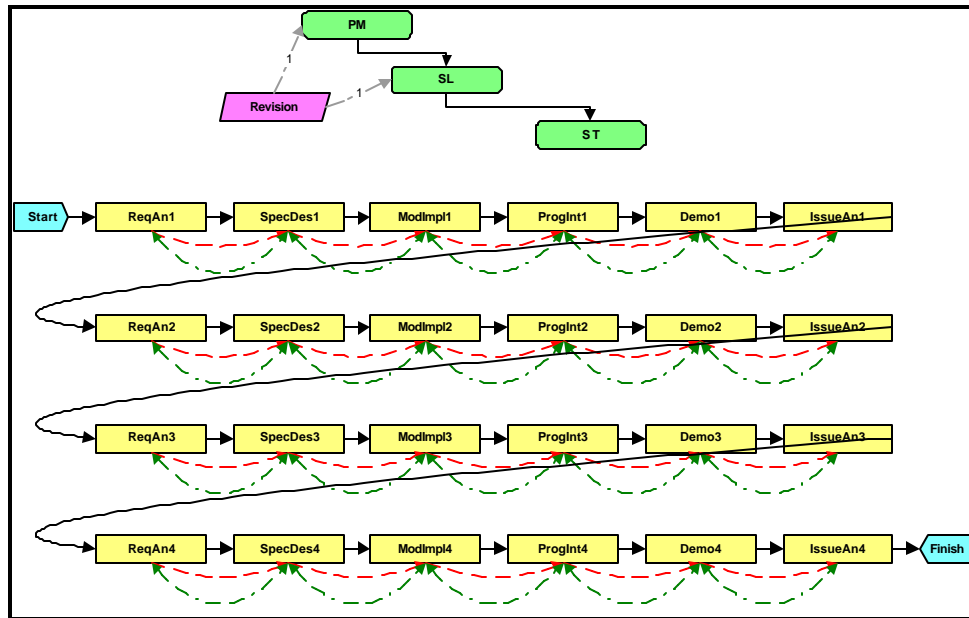 PM
1
SL
1
Revision
ST
Start
ReqAn1
SpecDes1
ModImpl1
ProgInt1
Demo1
IssueAn1
ReqAn2
SpecDes2
ModImpl2
ProgInt2
Demo2
IssueAn2
ReqAn3
SpecDes3
ModImpl3
ProgInt3
Demo3
IssueAn3
ReqAn4
SpecDes4
ModImpl4
ProgInt4
Demo4
IssueAn4
Finish